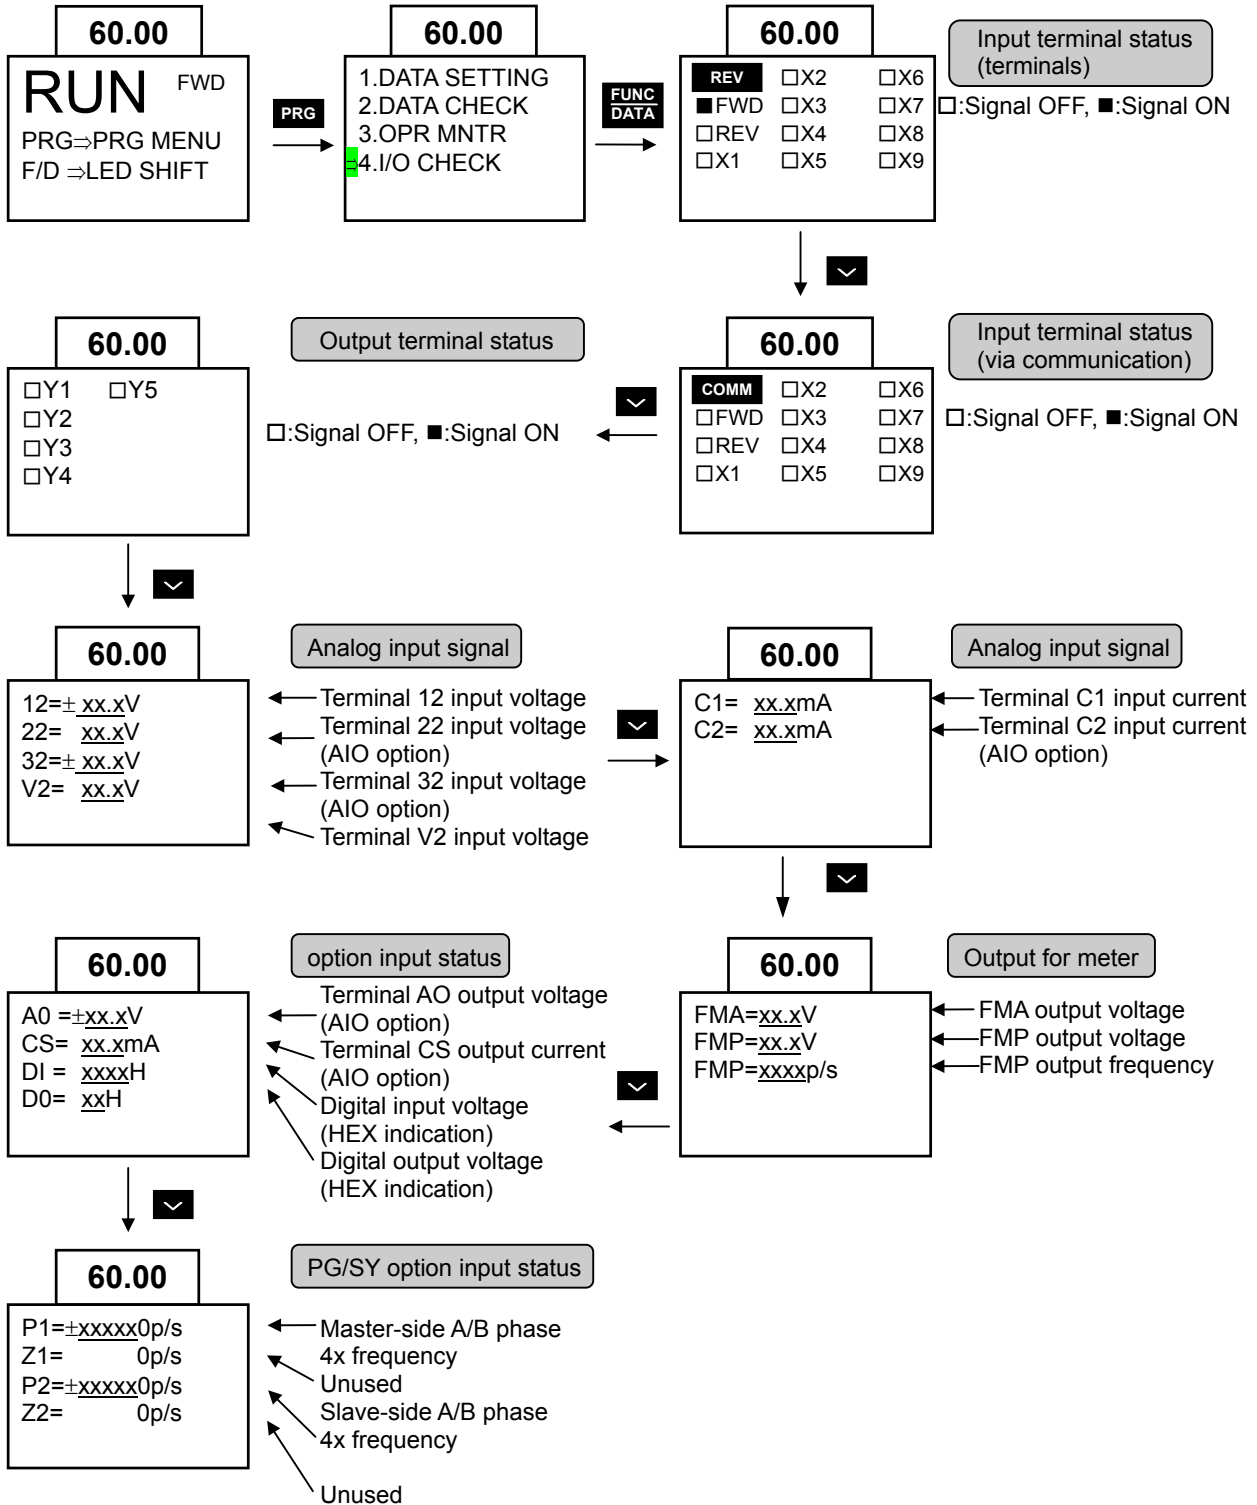 60.00
RUN FWD
PRG⇒PRG MENU
F/D ⇒LED SHIFT
PRG
60.00
1.DATA SETTING
2.DATA CHECK
3.OPR MNTR
⇒4.I/O CHECK
FUNC
DATA
60.00
REV □X2 □X6
■FWD □X3 □X7
□REV □X4 □X8
□X1 □X5 □X9
Input terminal status
(terminals)
□:Signal OFF, ■:Signal ON
60.00
COMM □X2 □X6
□FWD □X3 □X7
□REV □X4 □X8
□X1 □X5 □X9
Input terminal status
(via communication)
□:Signal OFF, ■:Signal ON
60.00
□Y1 □Y5
□Y2
□Y3
□Y4
Output terminal status
□:Signal OFF, ■:Signal ON
60.00
12=± xx.xV
22= xx.xV
32=± xx.xV
V2= xx.xV
Analog input signal
Terminal 12 input voltage
Terminal 22 input voltage
(AIO option)
Terminal 32 input voltage
(AIO option)
Terminal V2 input voltage
60.00
C1= xx.xmA
C2= xx.xmA
Analog input signal
Terminal C1 input current
Terminal C2 input current
(AIO option)
60.00
FMA=xx.xV
FMP=xx.xV
FMP=xxxxp/s
Output for meter
FMA output voltage
FMP output voltage
FMP output frequency
60.00
A0 =±xx.xV
CS= xx.xmA
DI = xxxxH
D0= xxH
option input status
Terminal AO output voltage
(AIO option)
Terminal CS output current
(AIO option)
Digital input voltage
(HEX indication)
Digital output voltage
(HEX indication)
60.00
P1=±xxxxx0p/s
Z1= 0p/s
P2=±xxxxx0p/s
Z2= 0p/s
PG/SY option input status
Master-side A/B phase
4x frequency
Unused
Slave-side A/B phase
4x frequency
Unused